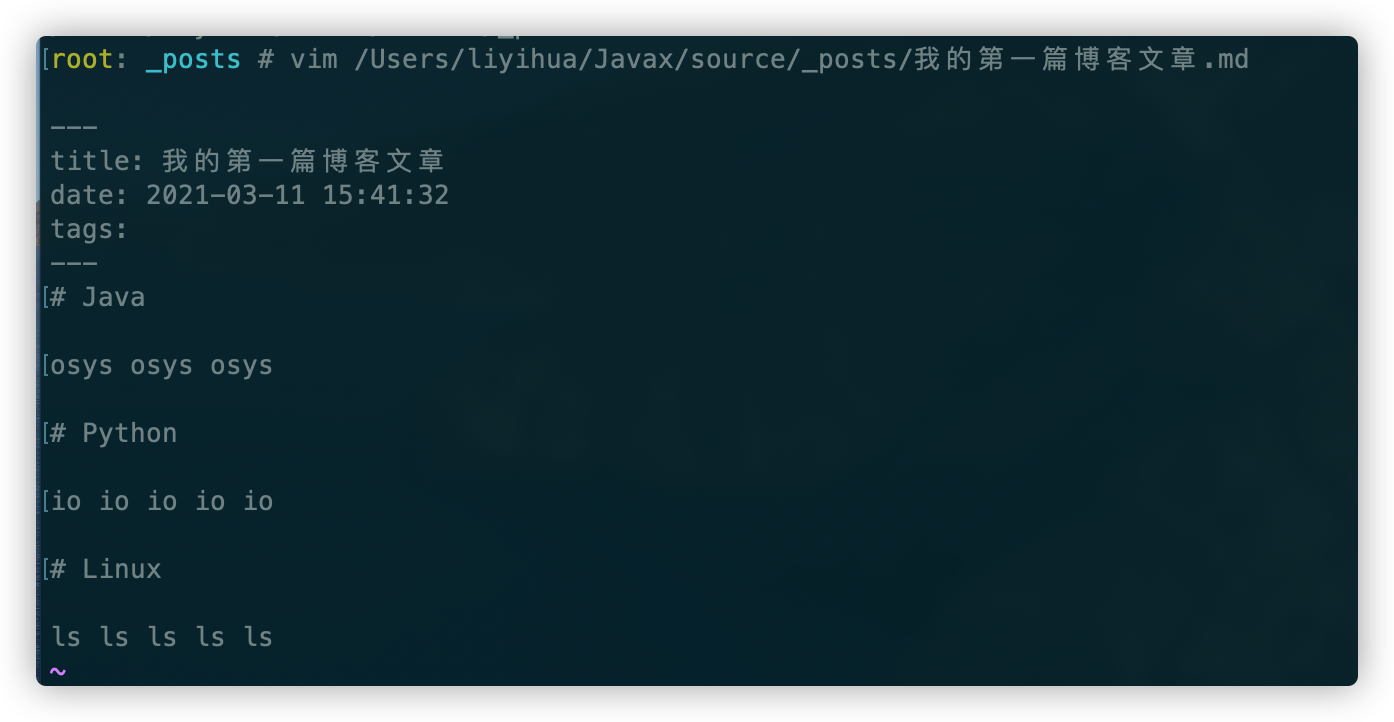 root: _posts # vim /Users/liyihua/Javax/source/_posts/我的第一篇博客文章.md
---
title: 我的第一篇博客文章
date: 2021-03-11 15:41:32
tags:
---
# Java
osys osys osys
# Python
io io io io io
# Linux
ls ls ls ls ls
~